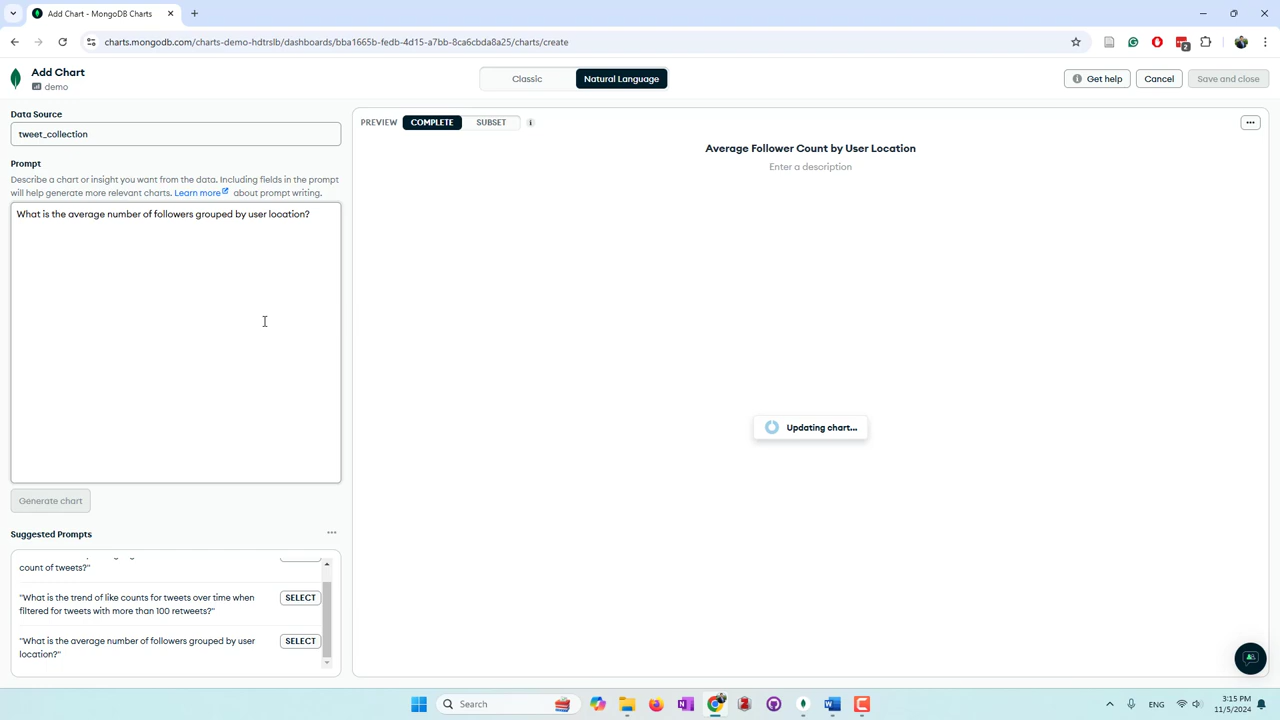 Add Chart - MongoDB Charts
charts.mongodb.com/charts-demo-hdtrslb/dashboards/bba1665b-fedb-4d15-a7bb-8ca6cbda8a25/charts/create
2
Add Chart
demo
Classic
Natural Language
Get help
Cancel
Save and close
Data Source
tweet_collection
Prompt
Describe a chart or insight you want from the data. Including fields in the prompt
will help generate more relevant charts. Learn more about prompt writing.
What is the average number of followers grouped by user location?
Generate chart
Suggested Prompts
count of tweets?"
"What is the trend of like counts for tweets over time when
filtered for tweets with more than 100 retweets?"
SELECT
"What is the average number of followers grouped by user
location?"
SELECT
PREVIEW
COMPLETE
SUBSET
Average Follower Count by User Location
Enter a description
Updating chart...
Search
ENG
3:15 PM
11/5/2024